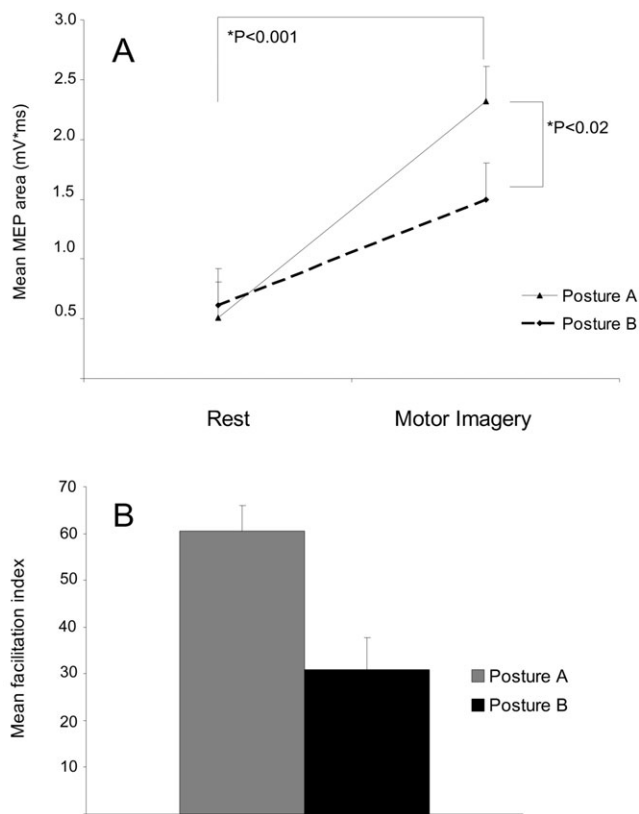 A
*P<0.001
*P<0.02
Mean MEP area (mV*ms)
3.0
2.5
2.0
1.5
1.0
0.5
Posture A
Posture B
Rest Motor Imagery
B
Mean facilitation index
70
60
50
40
30
20
10
Posture A
Posture B